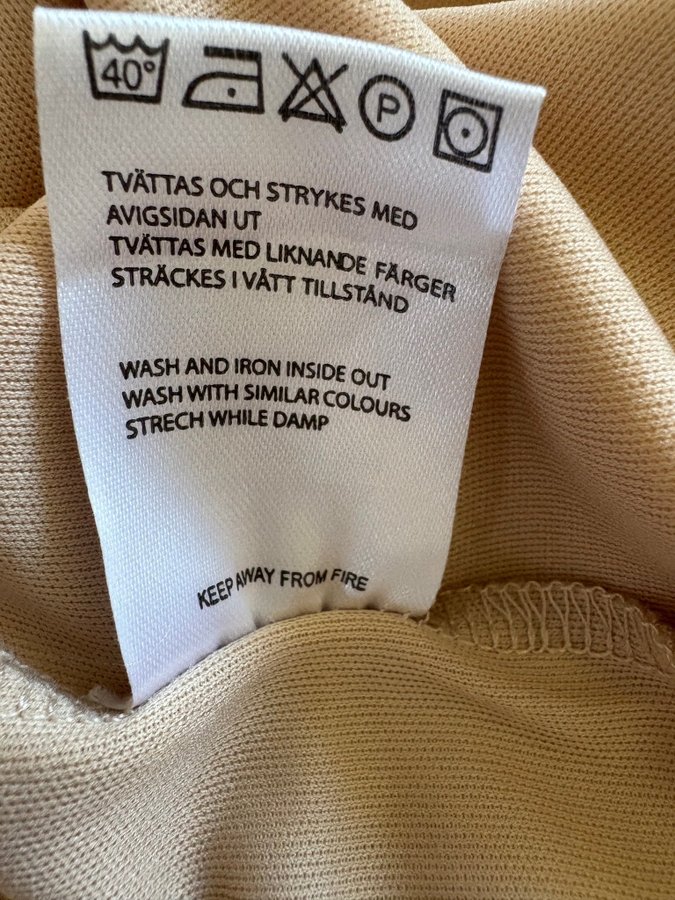 40°
P
TVÄTTAS OCH STRYKES MED
AVIGSIDAN UT
TVÄTTAS MED LIKNANDE FÄRGER
STRÄCKES I VÅTT TILLSTÅND
WASH AND IRON INSIDE OUT
WASH WITH SIMILAR COLOURS
STRECH WHILE DAMP
KEEP AWAY FROM FIRE